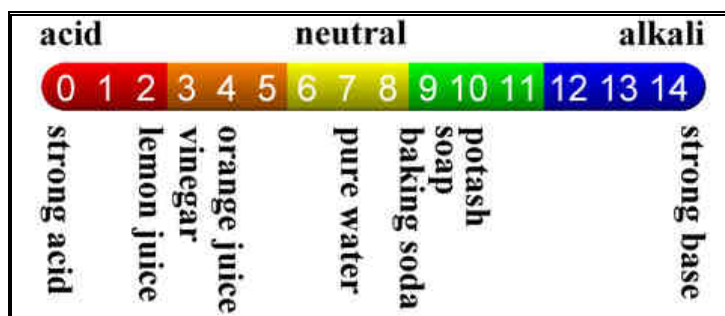 acid neutral alkali
0 1 2 3 4 5 6 7 8 9 10 11 12 13 14
strong acid
lemon juice
vinegar
orange juice
pure water
baking soda
soap
potash
strong base